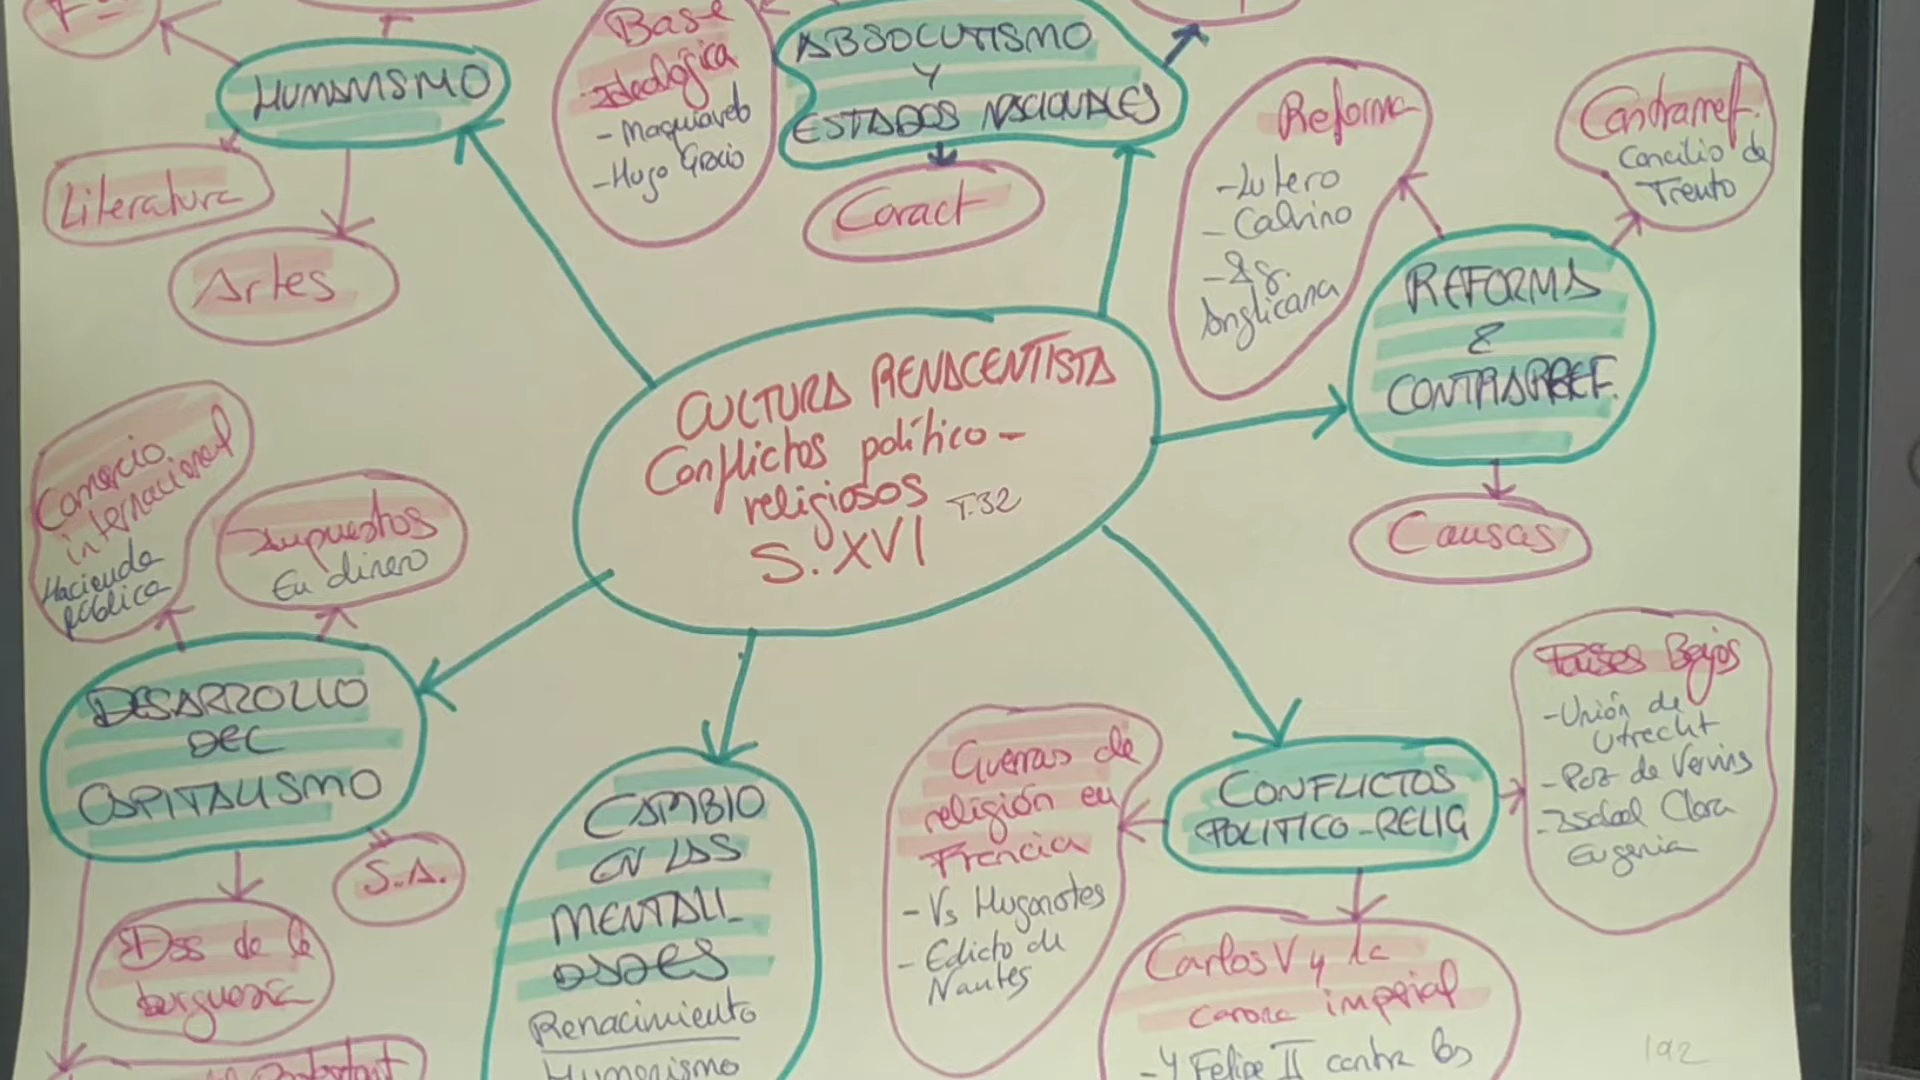 HUMANISMO
Literatura
Artes
Base
Ideológica
- Maquiavelo
- Hugo Grocio
ABSOLUTISMO
Y
ESTADOS NACIONALES
Caract
Reforma
- Lutero
- Calvino
- Ig.
Anglicana
Contraref.
Concilio de
Trento
REFORMA
E
CONTRARREF.
Causas
CULTURA RENACENTISTA
Conflictos político-
religiosos T.32
S. XVI
Comercio
internacional
Hacienda
pública
Impuestos
En dinero
DESARROLLO
DEL
CAPITALISMO
S.A.
de la
burguesía
CAMBIO
EN LAS
MENTALI_
DADES
Renacimiento
Humanismo
Guerras de
religión en
Francia
- Vs Hugonotes
- Edicto de
Nantes
CONFLICTOS
POLITICO-RELIG
Países Bajos
- Unión de
Utrecht
- Paz de Vervins
- Isabel Clara
Eugenia
Carlos V y la
corona imperial
- Y Felipe II contra los
192